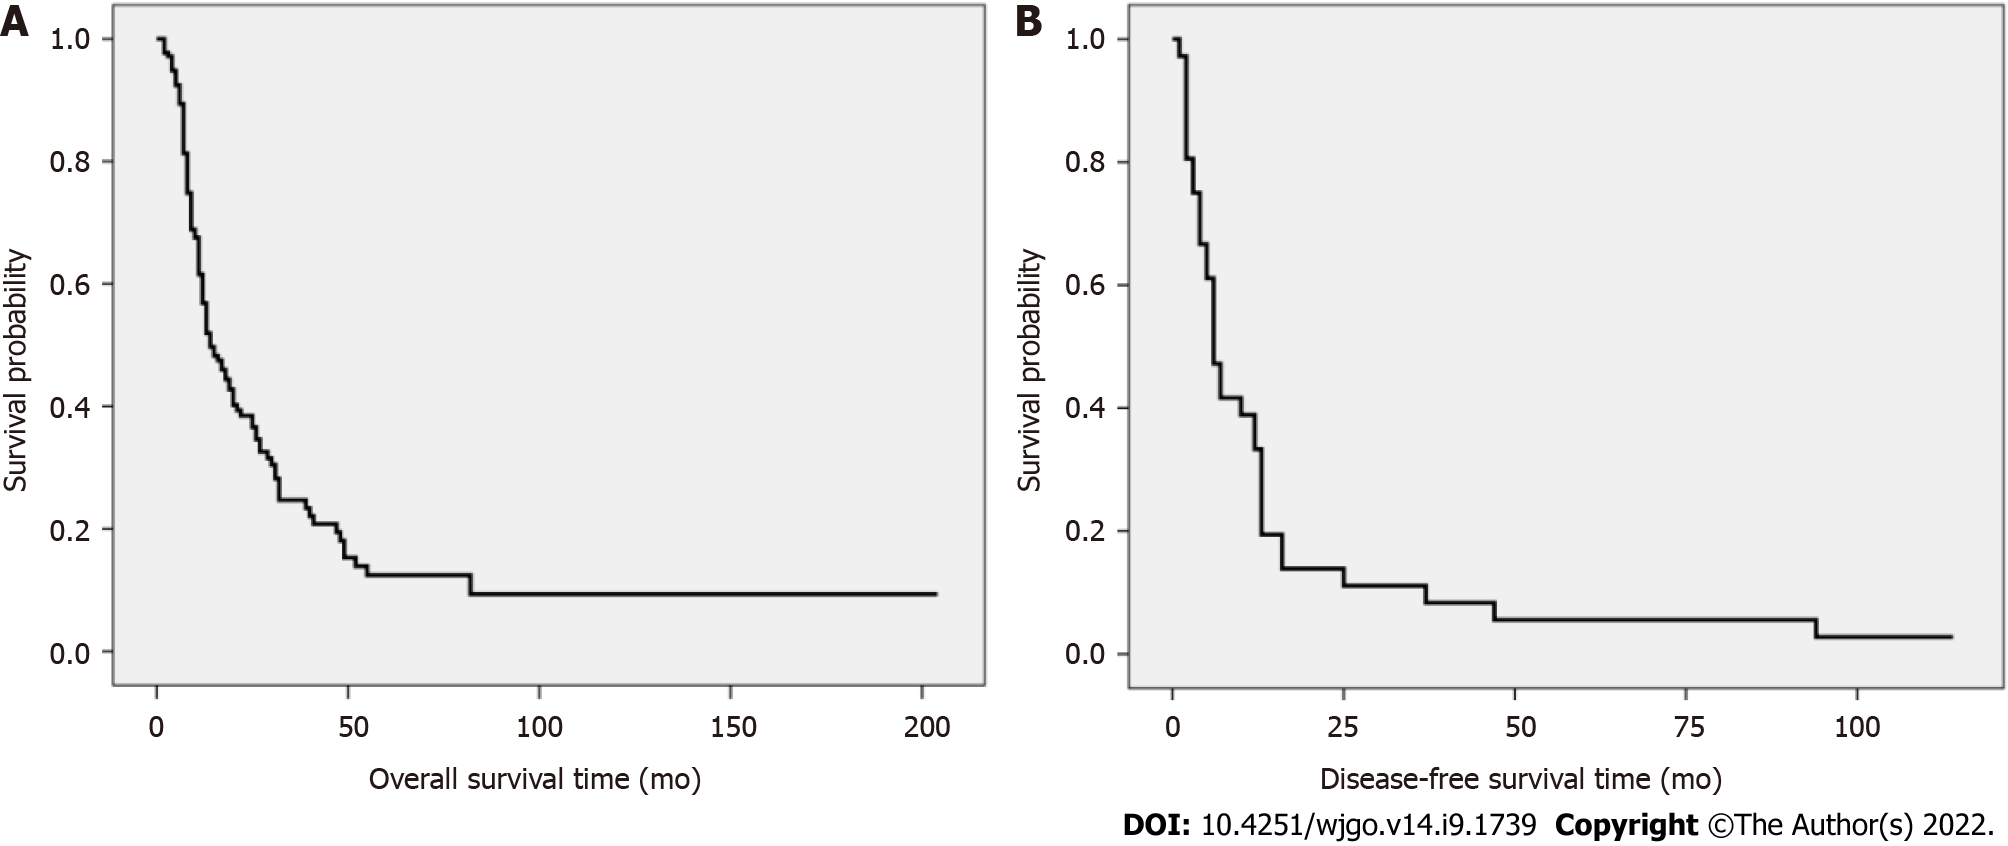 A
1.0
0.8
0.6
0.4
0.2
0.0
Survival probability
0 50 100 150 200
Overall survival time (mo)
B
1.0
0.8
0.6
0.4
0.2
0.0
Survival probability
0 25 50 75 100
Disease-free survival time (mo)
DOI: 10.4251/wjgo.v14.i9.1739 Copyright ©The Author(s) 2022.